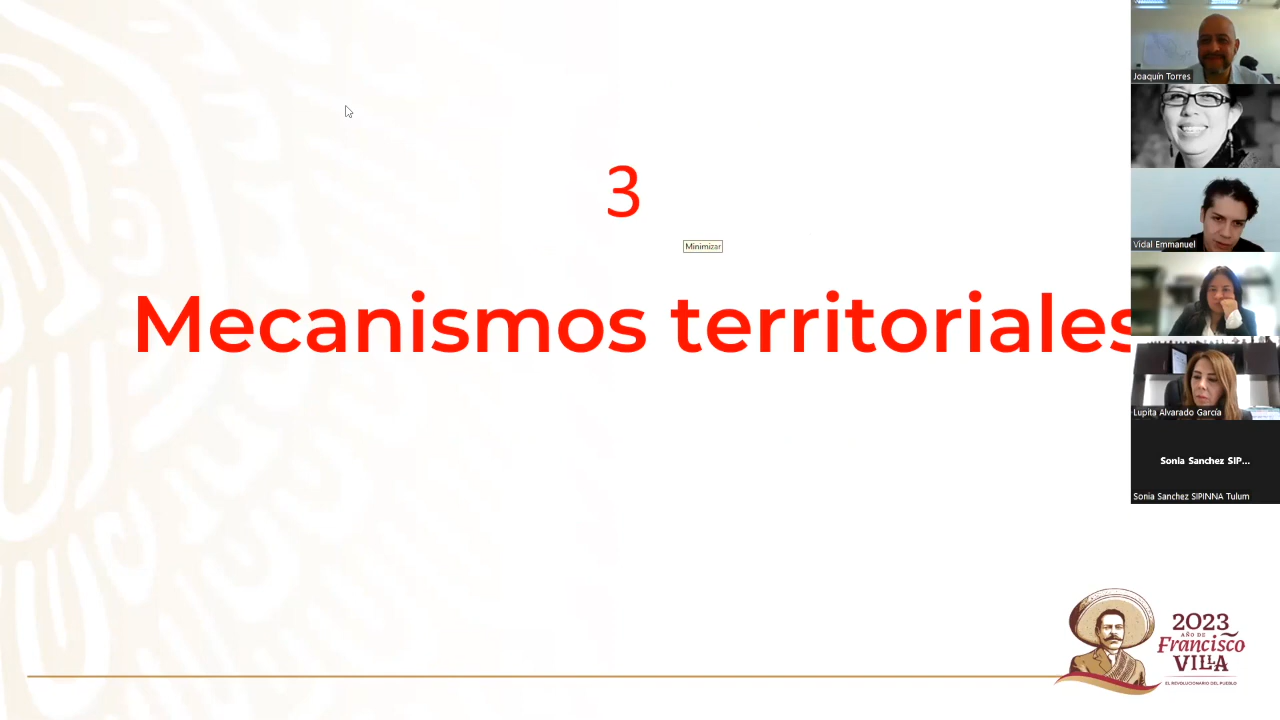 3
Minimizar
Mecanismos territoriales
Joaquín Torres
Vidal Emmanuel
Lupita Alvarado García
Sonia Sanchez SIP...
Sonia Sanchez SIPINNA Tulum
2023
AÑO DE
Francisco
VILLA
EL REVOLUCIONARIO DEL PUEBLO